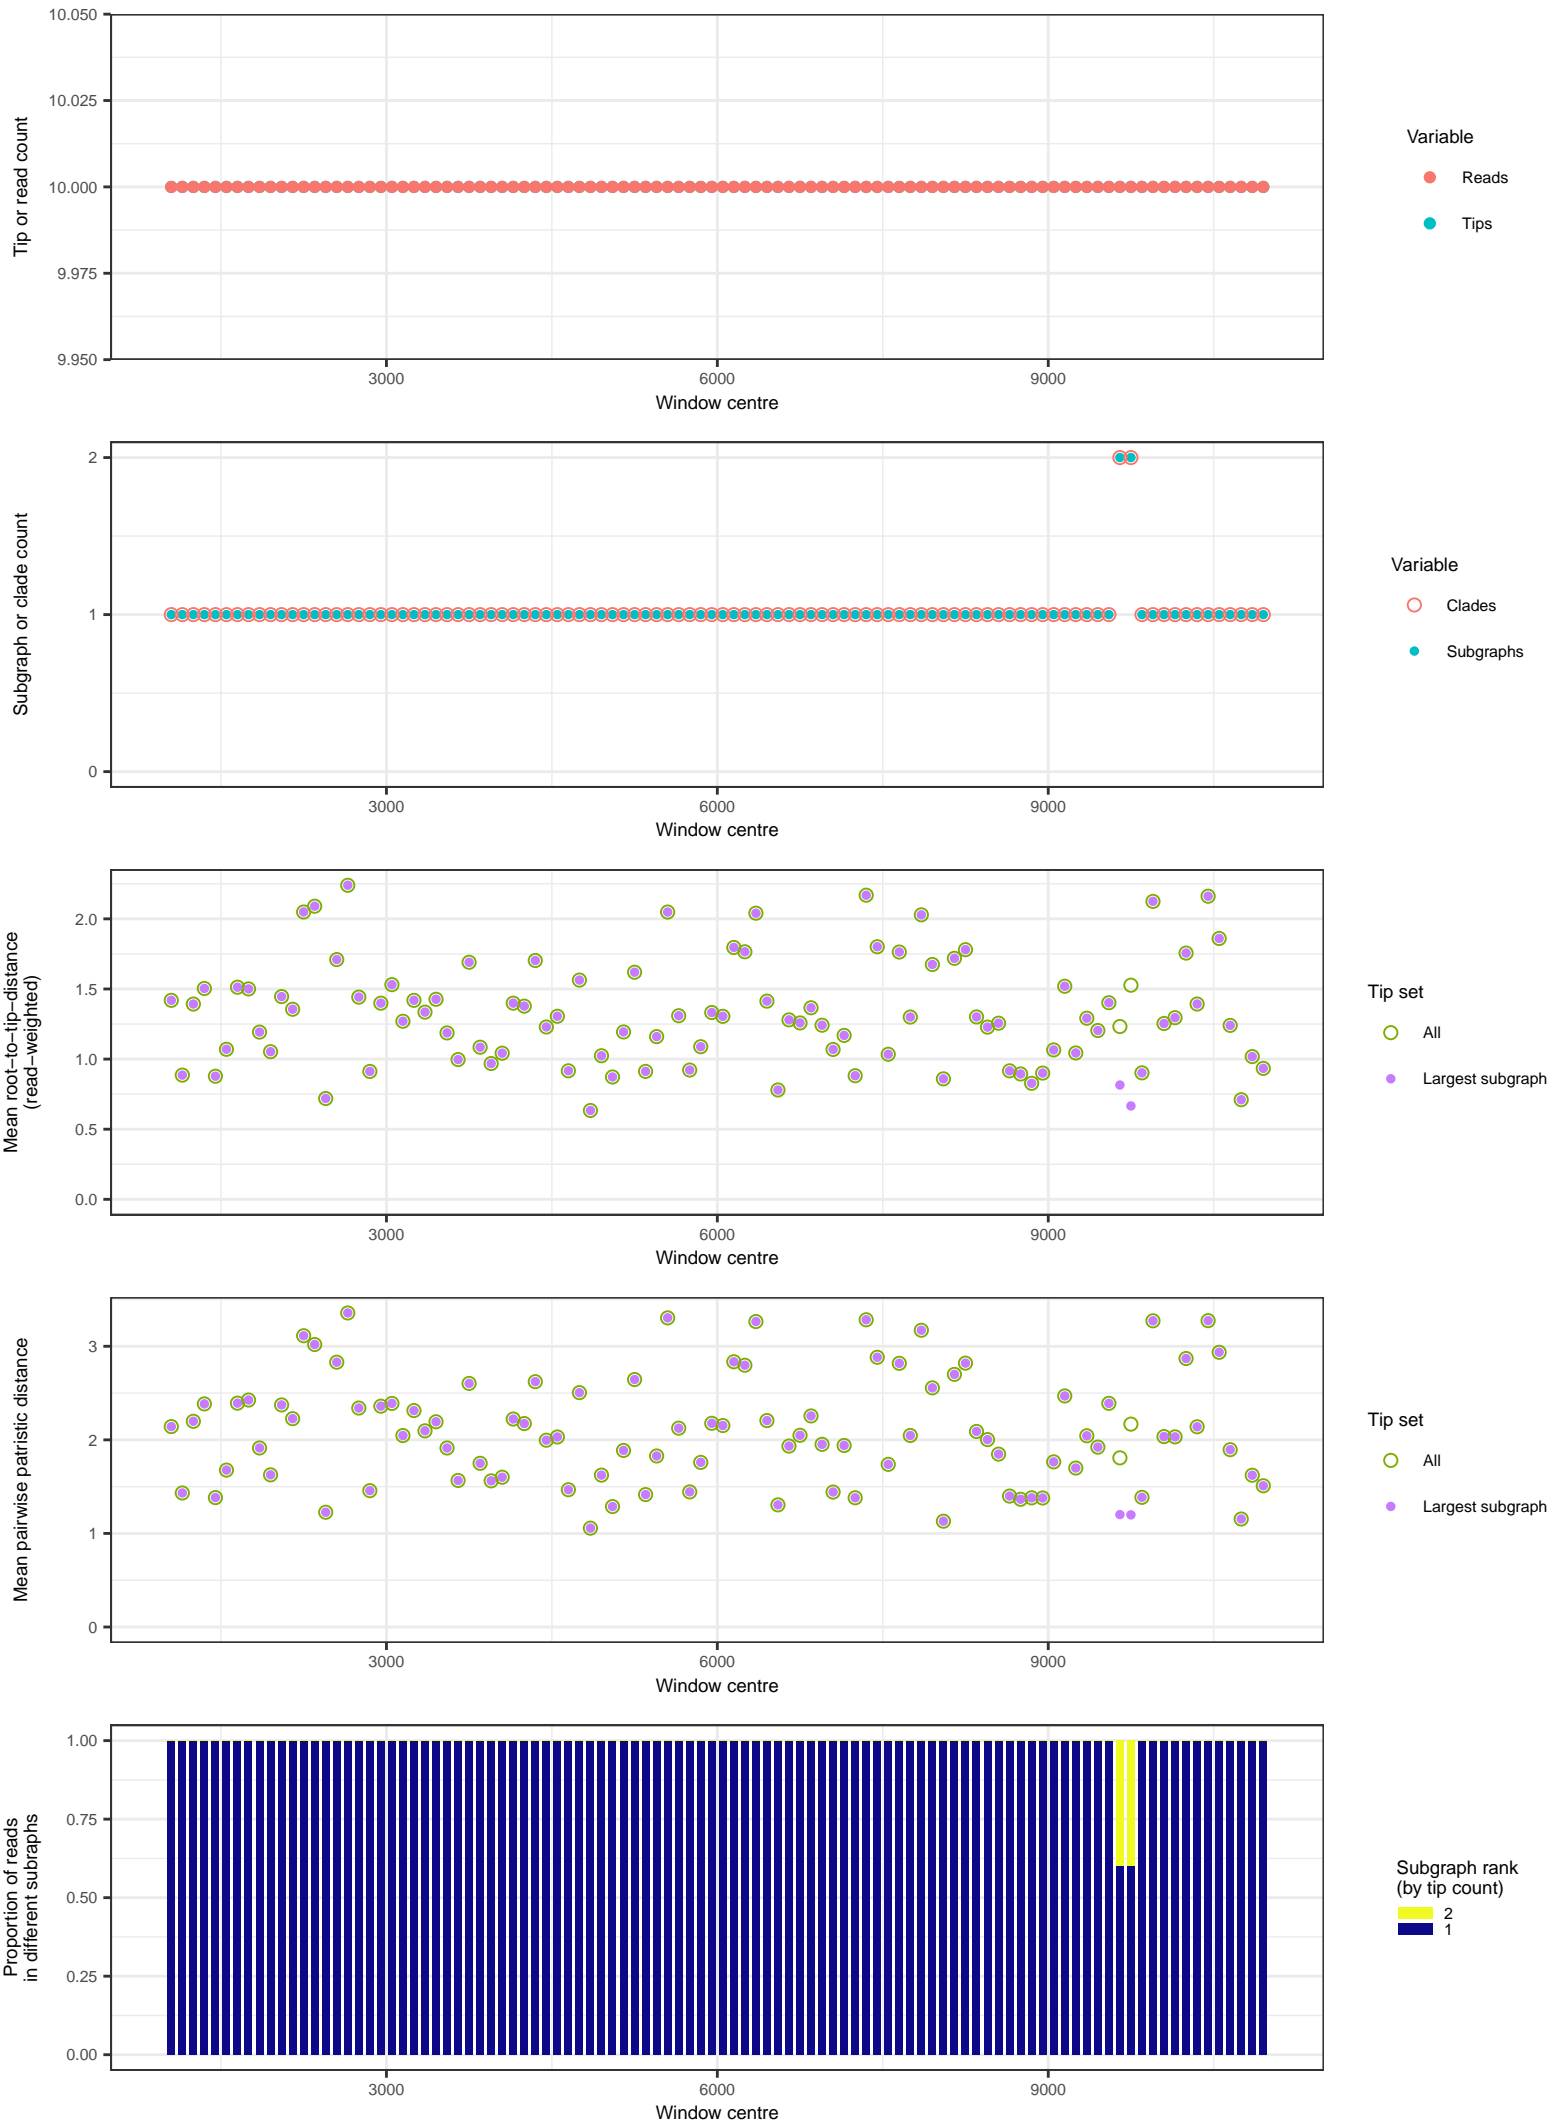 10.050
10.025
10.000
9.975
9.950
Tip or read count
3000 6000 9000
Window centre
Variable
Reads
Tips
2
1
0
Subgraph or clade count
3000 6000 9000
Window centre
Variable
Clades
Subgraphs
2.0
1.5
1.0
0.5
0.0
Mean root−to−tip−distance
(read−weighted)
3000 6000 9000
Window centre
Tip set
All
Largest subgraph
3
2
1
0
Mean pairwise patristic distance
3000 6000 9000
Window centre
Tip set
All
Largest subgraph
1.00
0.75
0.50
0.25
0.00
Proportion of reads
in different subraphs
3000 6000 9000
Window centre
Subgraph rank
(by tip count)
2
1